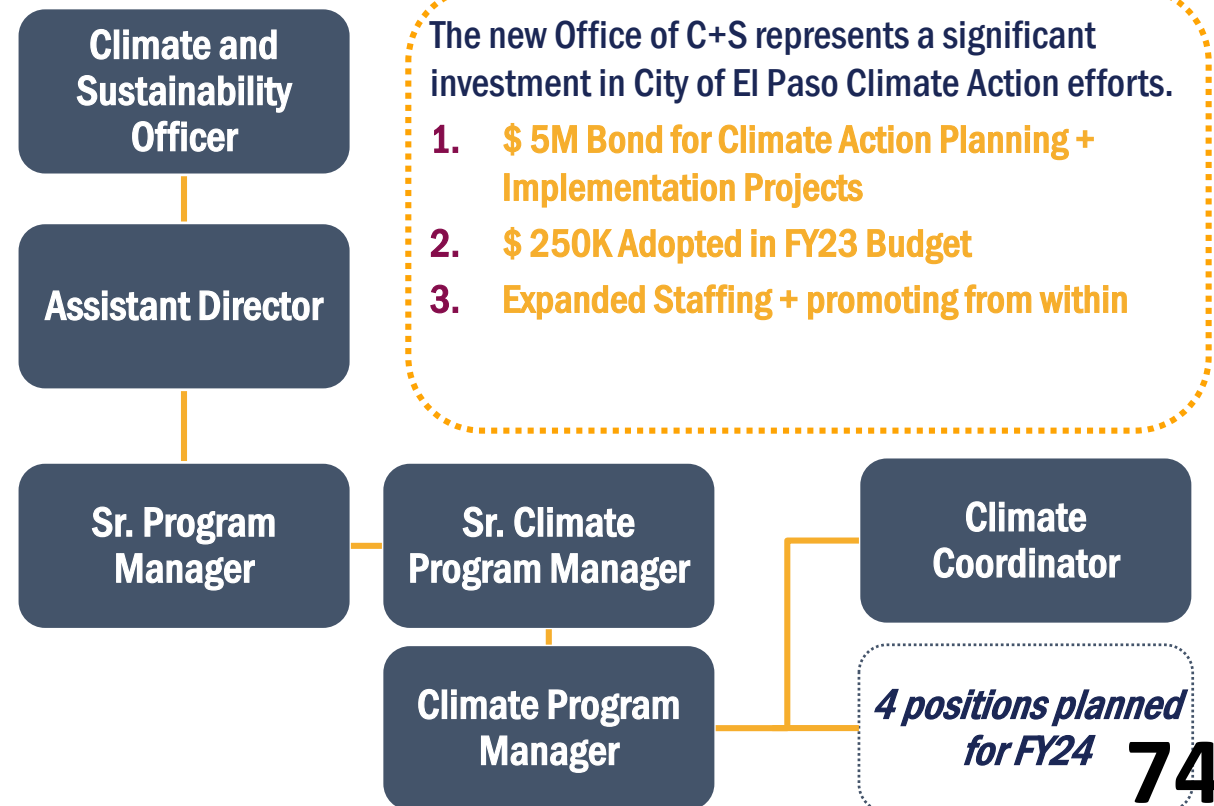 Climate and
Sustainability
Officer
The new Office of C+S represents a significant
investment in City of El Paso Climate Action efforts.
1. $ 5M Bond for Climate Action Planning +
Implementation Projects
2. $ 250K Adopted in FY23 Budget
3. Expanded Staffing + promoting from within
Assistant Director
Sr. Program
Manager
Sr. Climate
Program Manager
Climate
Coordinator
Climate Program
Manager
4 positions planned
for FY24
74